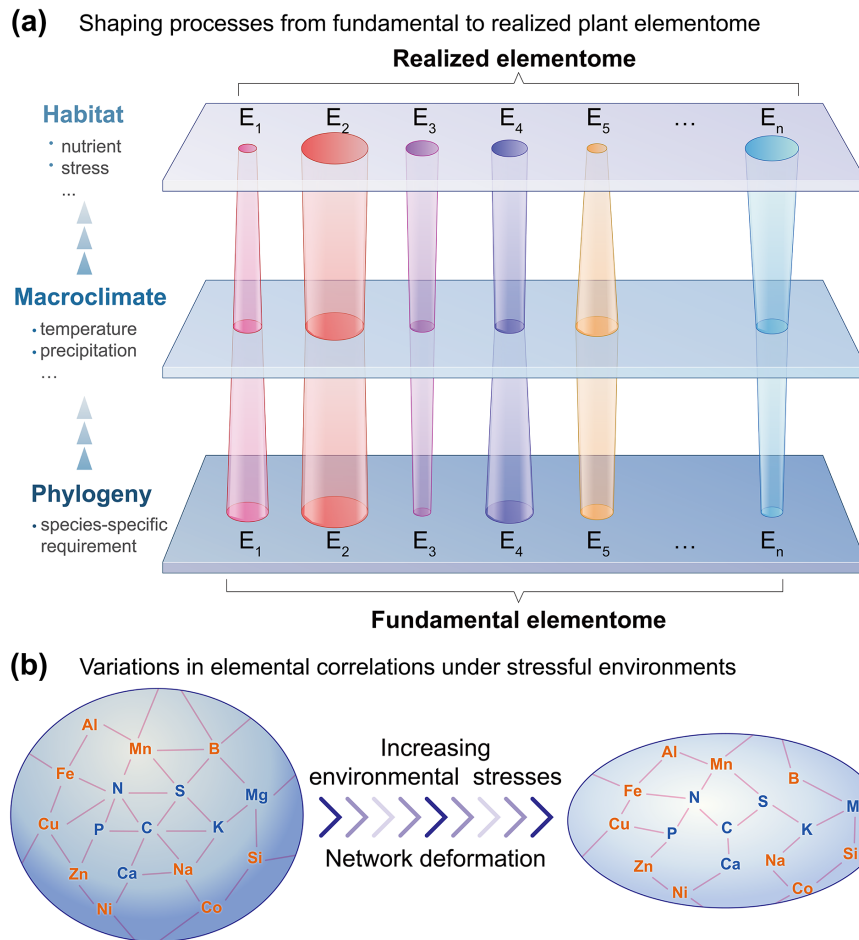 (a) Shaping processes from fundamental to realized plant elementome
Realized elementome
Habitat
• nutrient
• stress
...
E1 E2 E3 E4 E5 ... En
Macroclimate
• temperature
• precipitation
...
Phylogeny
• species-specific
requirement
E1 E2 E3 E4 E5 ... En
Fundamental elementome
(b) Variations in elemental correlations under stressful environments
Al
Mn
B
Fe
N
S
Mg
Cu
P
C
K
Zn
Ca
Na
Si
Ni
Co
Increasing
environmental stresses
Network deformation
Al
Mn
B
Fe
N
S
M
Cu
P
C
K
Zn
Ca
Na
Si
Ni
Co